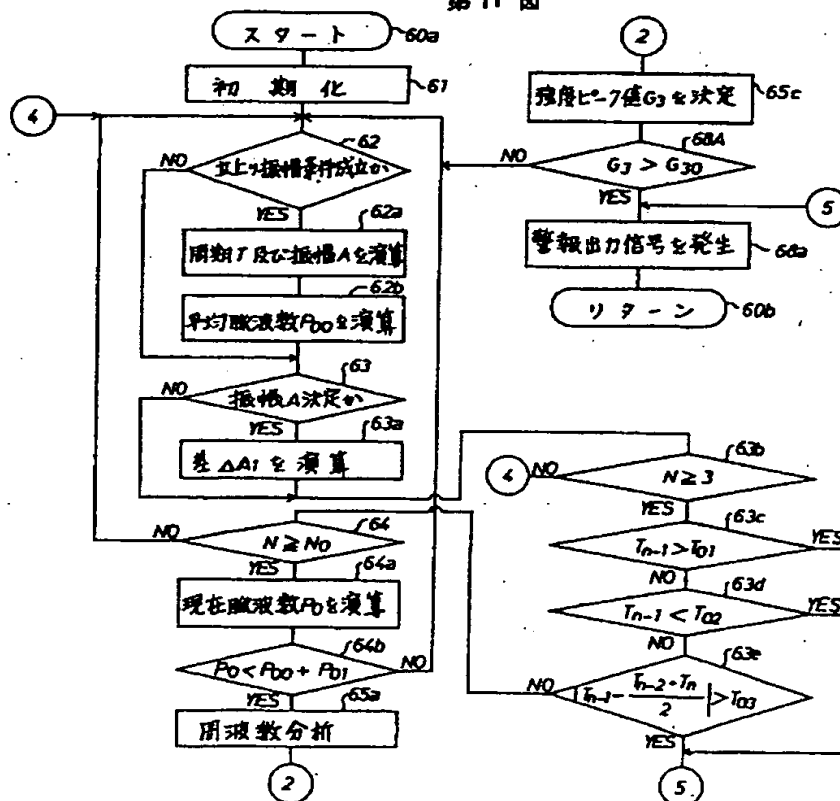 第11図
スタート
60a
初期化
61
4
62
立上り振幅条件成立か
NO
YES
62a
周期T及び振幅Aを演算
62b
平均脈波数P00を演算
63
振幅A決定か
NO
YES
63a
差ΔA1を演算
64
N≧N0
NO
YES
64a
現在脈波数P0を演算
64b
P0<P00+P01
NO
YES
65a
周波数分析
2
2
強度ピーク値G3を決定
65c
68A
G3>G30
NO
YES
5
警報出力信号を発生
68a
リターン
60b
63b
4
NO
N≧3
YES
63c
Tn-1>T01
YES
NO
63d
Tn-1<T02
YES
NO
63e
|Tn-1-(Tn-2+Tn)/2|>T03
NO
YES
5